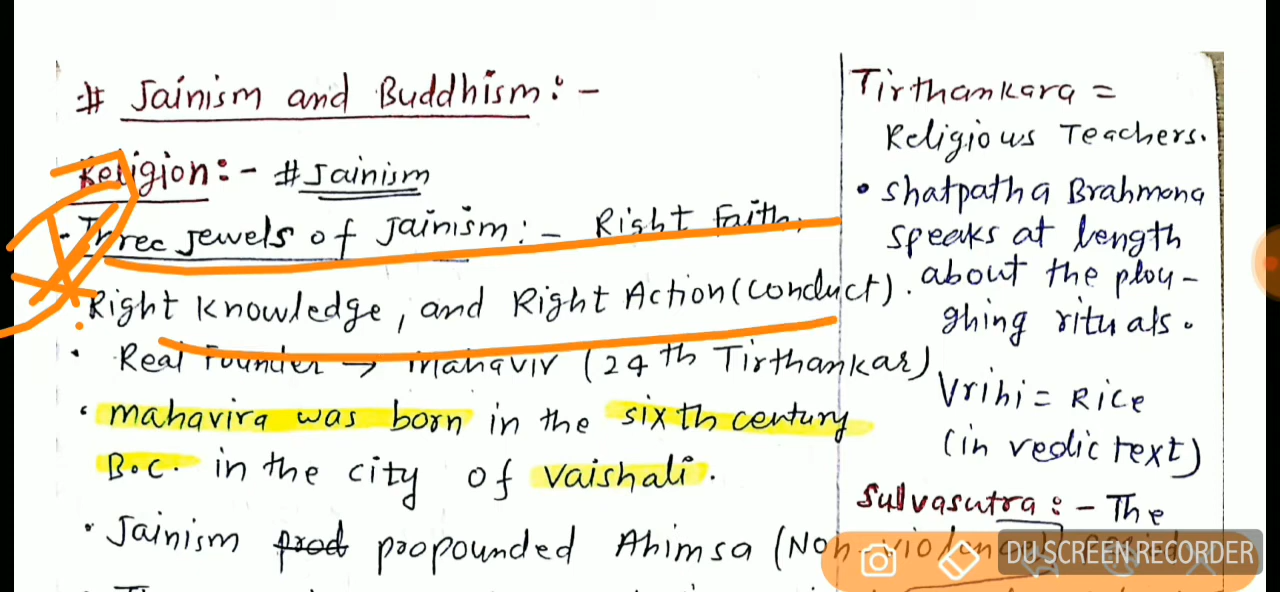 # Jainism and Buddhism:-
Religion:- # Jainism
- Three Jewels of Jainism:- Right Faith,
Right Knowledge, and Right Action (Conduct).
• Real Founder → Mahavir (24th Tirthankar)
• mahavira was born in the sixth century
B.C. in the city of Vaishali.
• Jainism prod propounded Ahimsa (Non-violence)
Tirthankara =
Religious Teachers.
• Shatpatha Brahmana
speaks at length
about the plou-
ghing rituals.
Vrihi = Rice
(in vedic text)
Sulvasutra:- The
DU SCREEN RECORDER